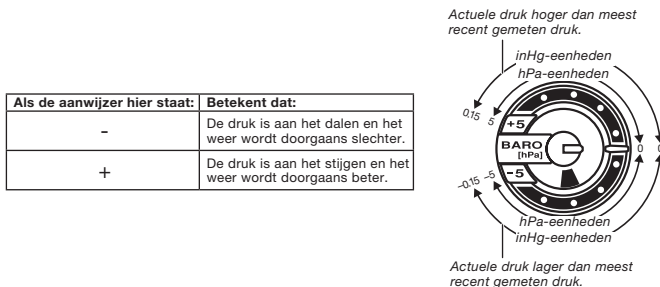 Actuele druk hoger dan meest
recent gemeten druk.
inHg-eenheden
hPa-eenheden
Als de aanwijzer hier staat: Betekent dat:
- De druk is aan het dalen en het
weer wordt doorgaans slechter.
+ De druk is aan het stijgen en het
weer wordt doorgaans beter.
0.15 5
+5
BARO
[hPa]
-5
0 0
-0.15 -5
hPa-eenheden
inHg-eenheden
Actuele druk lager dan meest
recent gemeten druk.